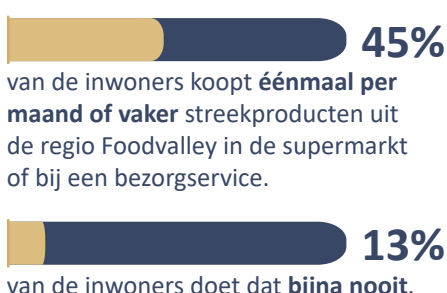 45%
van de inwoners koopt éénmaal per
maand of vaker streekproducten uit
de regio Foodvalley in de supermarkt
of bij een bezorgservice.
13%
van de inwoners doet dat bijna nooit.